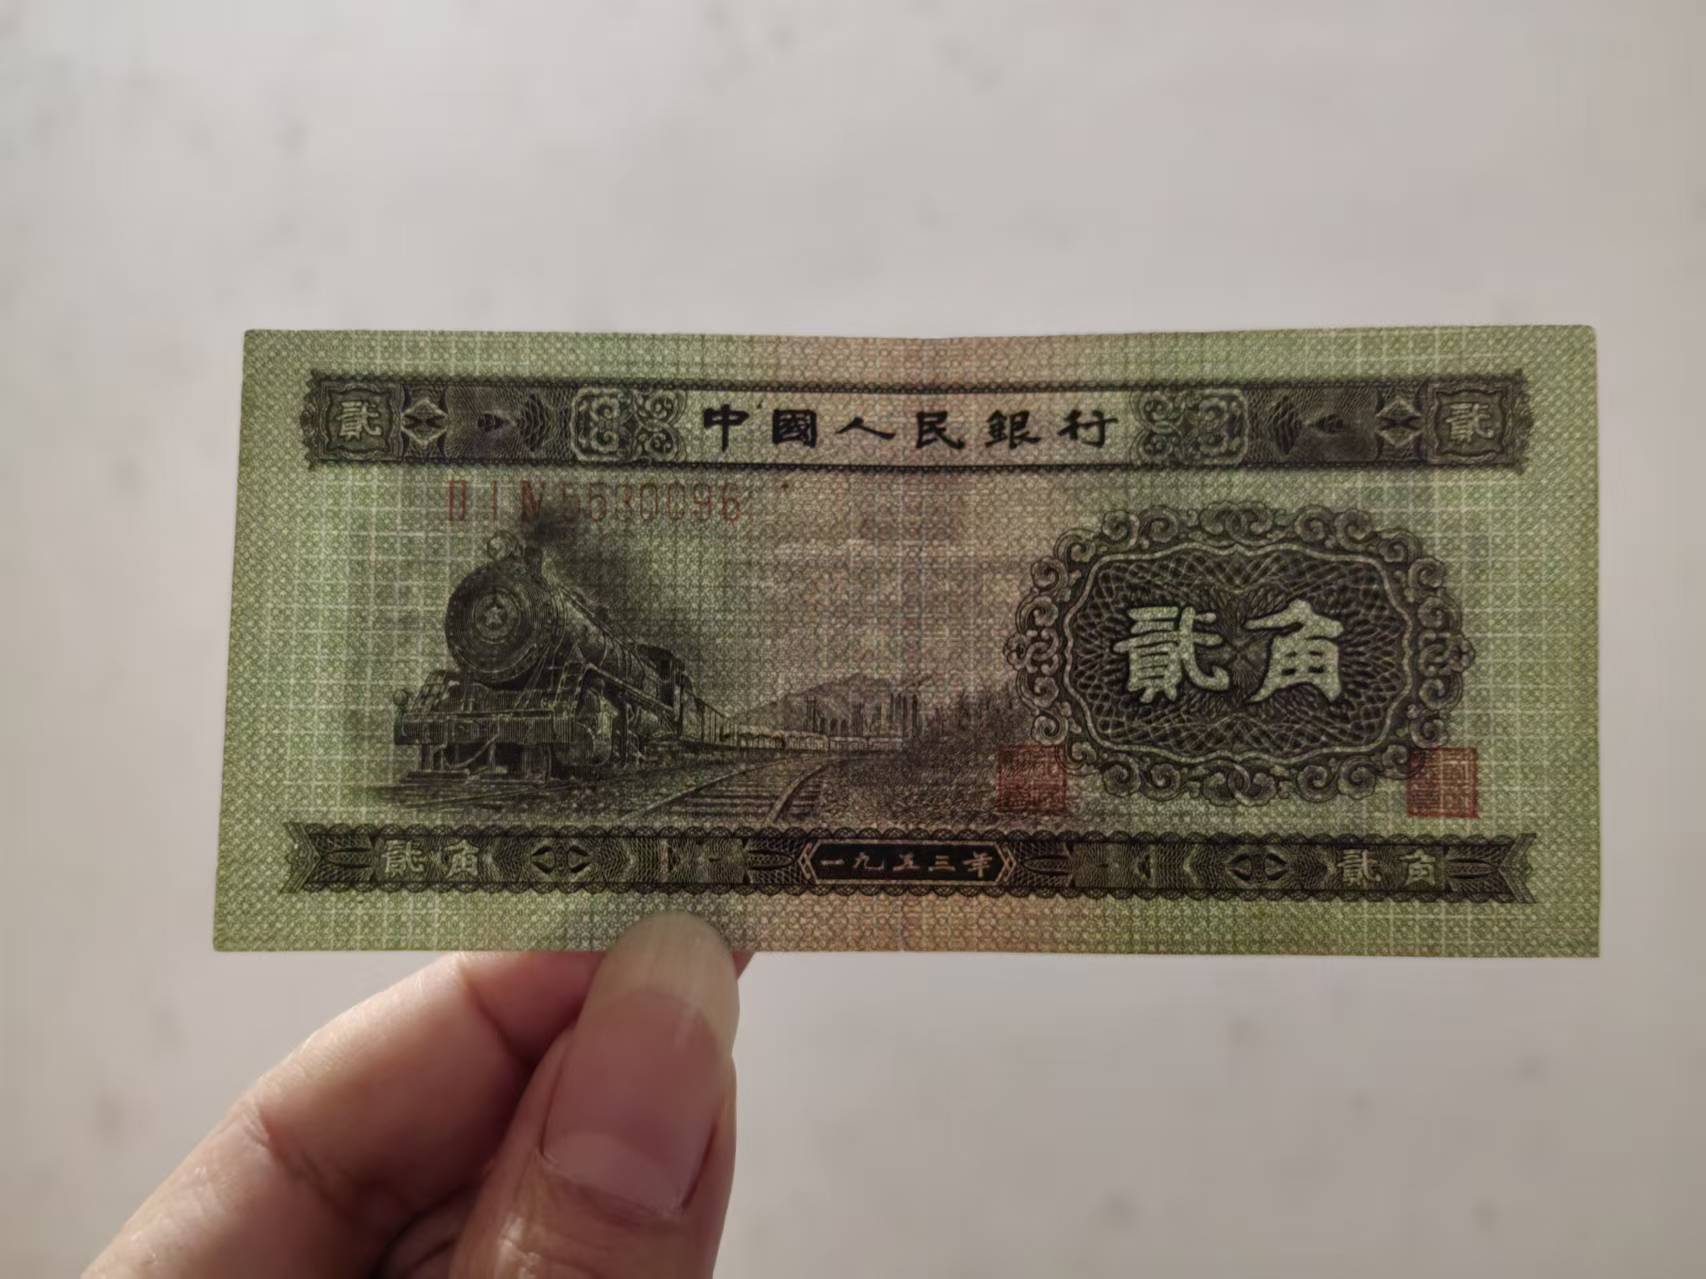 貳 中國人民銀行 貳
貳角
貳角 一九五三年 貳角